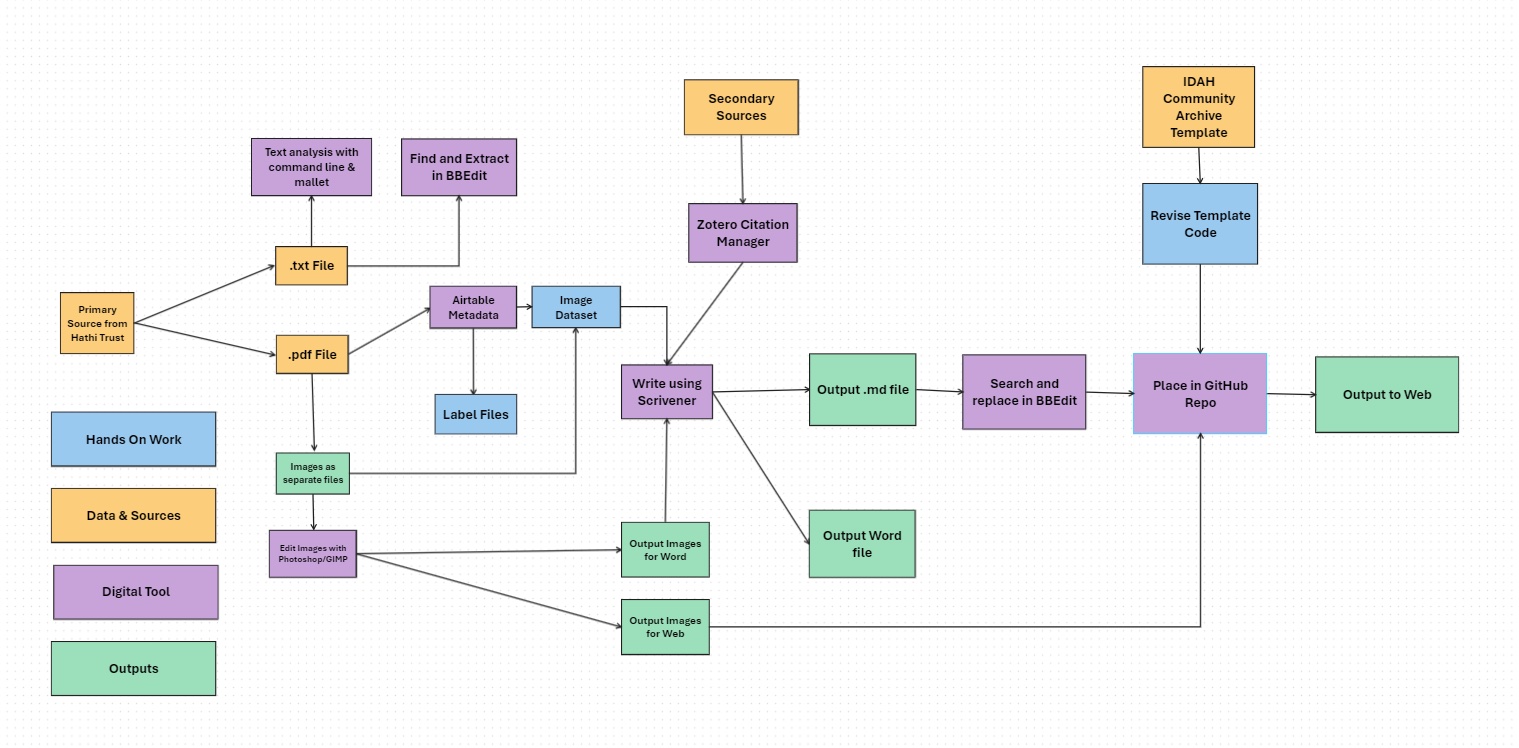 Primary
Source from
Hathi Trust
.txt File
.pdf File
Text analysis with
command line &
mallet
Find and Extract
in BBEdit
Airtable
Metadata
Image
Dataset
Label Files
Images as
separate files
Edit Images with
Photoshop/GIMP
Secondary
Sources
Zotero Citation
Manager
Write using
Scrivener
Output Images
for Word
Output Images
for Web
Output .md file
Output Word
file
Search and
replace in BBEdit
IDAH
Community
Archive
Template
Revise Template
Code
Place in GitHub
Repo
Output to Web
Hands On Work
Data & Sources
Digital Tool
Outputs